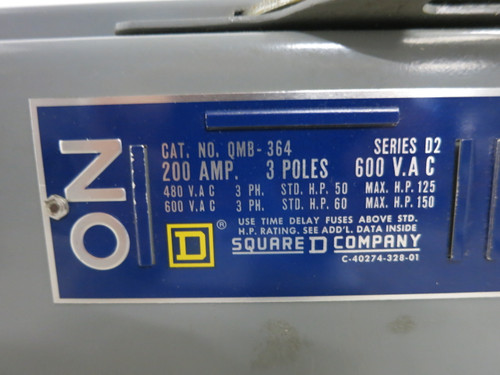 ON
CAT. NO. QMB-364 SERIES D2
200 AMP. 3 POLES 600 V.A C
480 V.A C 3 PH. STD. H.P. 50 MAX. H.P. 125
600 V.A C 3 PH. STD. H.P. 60 MAX. H.P. 150
USE TIME DELAY FUSES ABOVE STD.
H.P. RATING. SEE ADD'L. DATA INSIDE
D ® SQUARE D COMPANY
C-40274-328-01